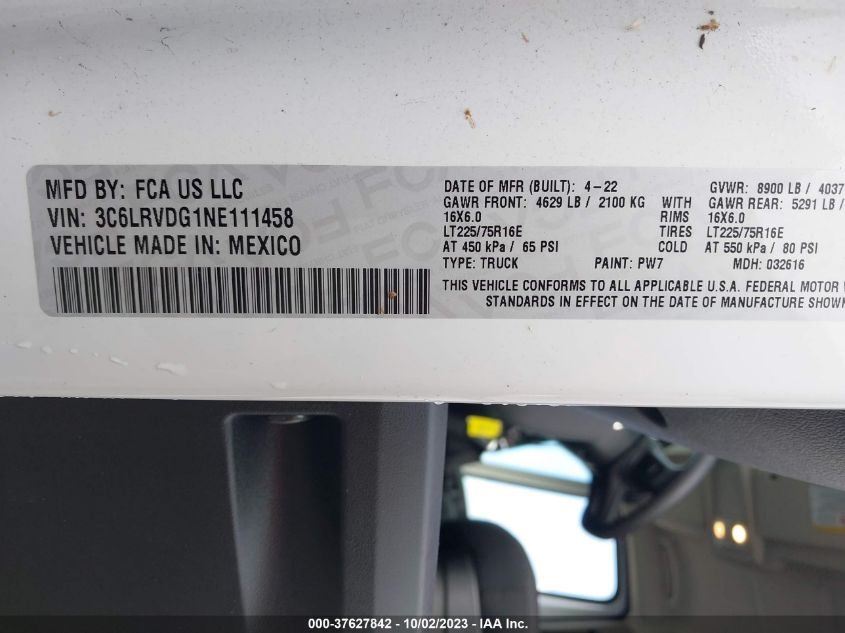 MFD BY: FCA US LLC
VIN: 3C6LRVDG1NE111458
VEHICLE MADE IN: MEXICO
DATE OF MFR (BUILT): 4-22 GVWR: 8900 LB / 4037
GAWR FRONT: 4629 LB / 2100 KG WITH GAWR REAR: 5291 LB /
16X6.0 RIMS 16X6.0
LT225/75R16E TIRES LT225/75R16E
AT 450 kPa / 65 PSI COLD AT 550 kPa / 80 PSI
TYPE: TRUCK PAINT: PW7 MDH: 032616
THIS VEHICLE CONFORMS TO ALL APPLICABLE U.S.A. FEDERAL MOTOR
STANDARDS IN EFFECT ON THE DATE OF MANUFACTURE SHOWN
000-37627842 - 10/02/2023 - IAA Inc.